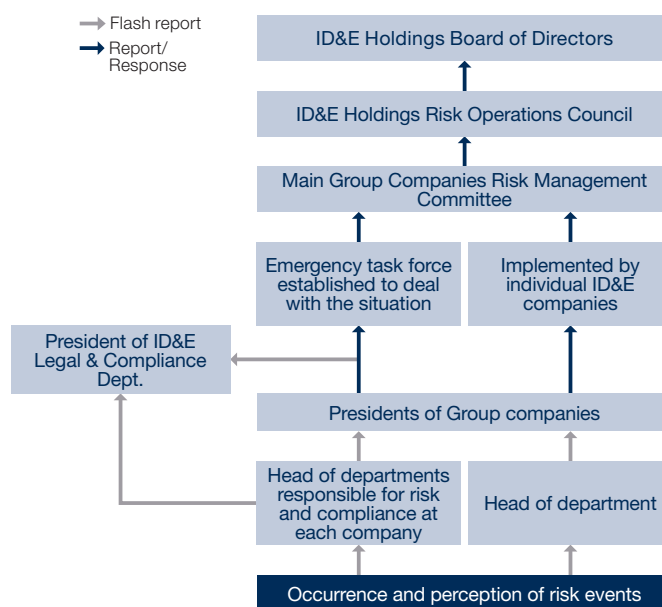 Flash report
Report/
Response
ID&E Holdings Board of Directors
ID&E Holdings Risk Operations Council
Main Group Companies Risk Management
Committee
Emergency task force
established to deal
with the situation
Implemented by
individual ID&E
companies
President of ID&E
Legal & Compliance
Dept.
Presidents of Group companies
Head of departments
responsible for risk
and compliance at
each company
Head of department
Occurrence and perception of risk events